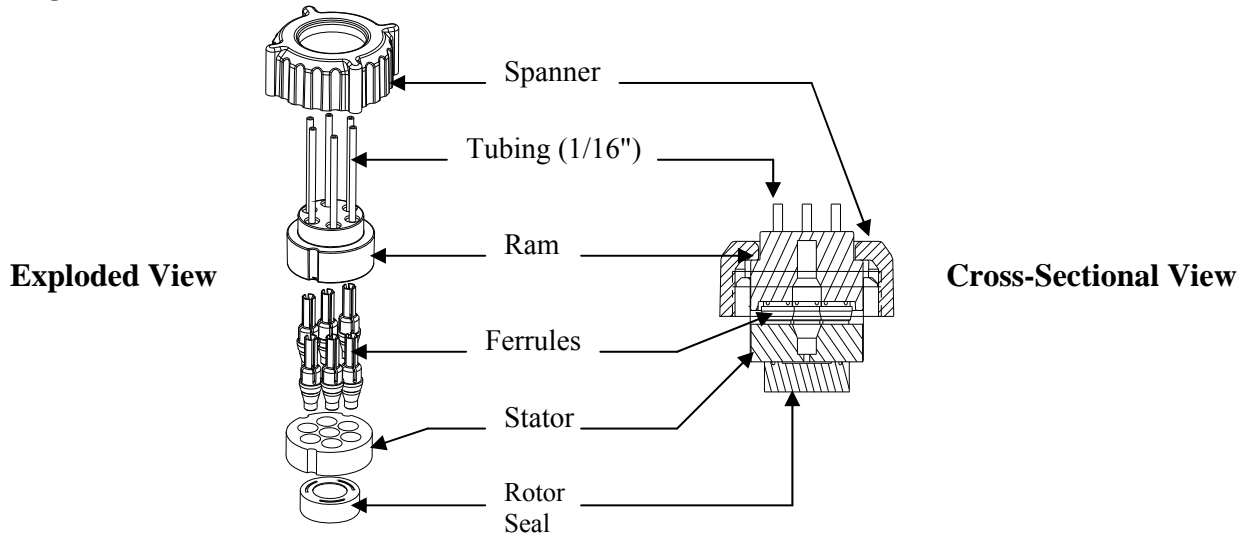 Spanner
Tubing (1/16")
Ram
Exploded View
Cross-Sectional View
Ferrules
Stator
Rotor
Seal